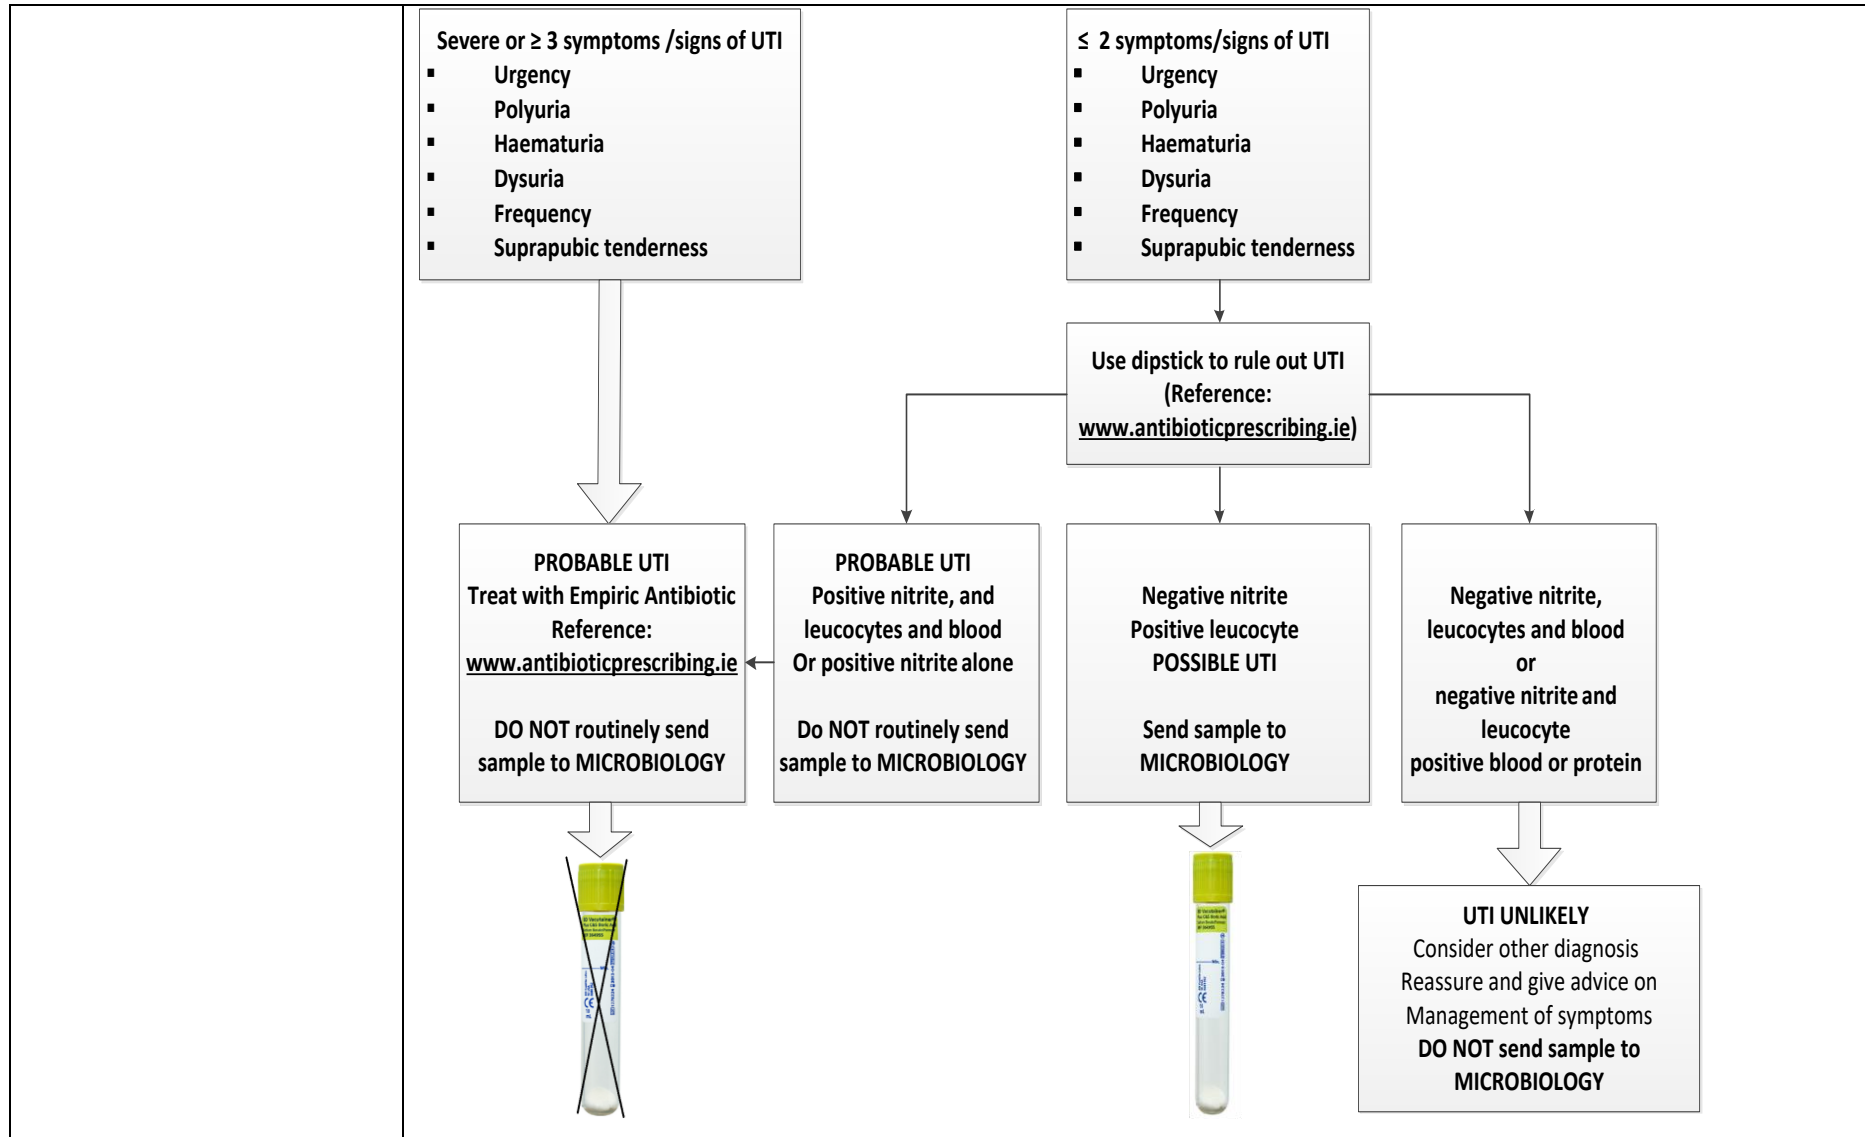 Severe or ≥ 3 symptoms /signs of UTI
▪ Urgency
▪ Polyuria
▪ Haematuria
▪ Dysuria
▪ Frequency
▪ Suprapubic tenderness
≤ 2 symptoms/signs of UTI
▪ Urgency
▪ Polyuria
▪ Haematuria
▪ Dysuria
▪ Frequency
▪ Suprapubic tenderness
Use dipstick to rule out UTI
(Reference:
www.antibioticprescribing.ie)
PROBABLE UTI
Treat with Empiric Antibiotic
Reference:
www.antibioticprescribing.ie
DO NOT routinely send
sample to MICROBIOLOGY
PROBABLE UTI
Positive nitrite, and
leucocytes and blood
Or positive nitrite alone
Do NOT routinely send
sample to MICROBIOLOGY
Negative nitrite
Positive leucocyte
POSSIBLE UTI
Send sample to
MICROBIOLOGY
Negative nitrite,
leucocytes and blood
or
negative nitrite and
leucocyte
positive blood or protein
UTI UNLIKELY
Consider other diagnosis
Reassure and give advice on
Management of symptoms
DO NOT send sample to
MICROBIOLOGY